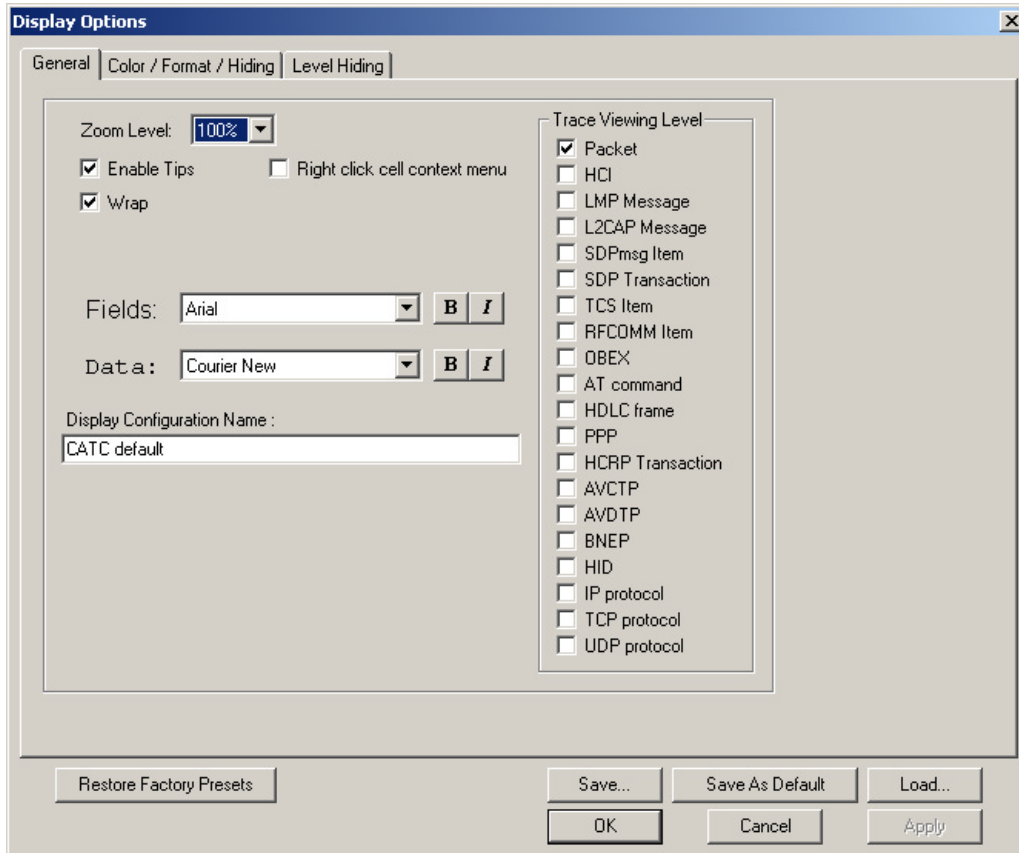 Display Options
General
Color / Format / Hiding
Level Hiding
Zoom Level: 100%
Enable Tips
Right click cell context menu
Wrap
Fields: Arial B I
Data: Courier New B I
Display Configuration Name :
CATC default
Trace Viewing Level
Packet
HCI
LMP Message
L2CAP Message
SDPmsg Item
SDP Transaction
TCS Item
RFCOMM Item
OBEX
AT command
HDLC frame
PPP
HCRP Transaction
AVCTP
AVDTP
BNEP
HID
IP protocol
TCP protocol
UDP protocol
Restore Factory Presets
Save...
Save As Default
Load...
OK
Cancel
Apply